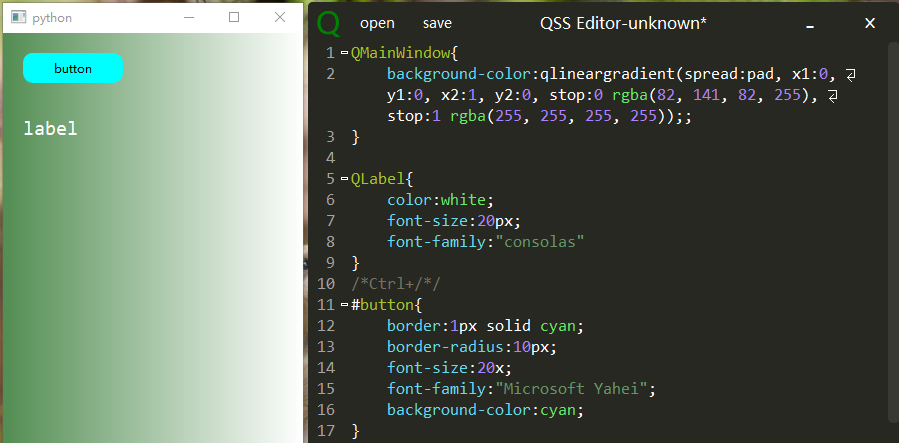 python
button
label
Q open save QSS Editor-unknown*
1 QMainWindow{
2 background-color:qlineargradient(spread:pad, x1:0,
y1:0, x2:1, y2:0, stop:0 rgba(82, 141, 82, 255),
stop:1 rgba(255, 255, 255, 255));;
3 }
4
5 QLabel{
6 color:white;
7 font-size:20px;
8 font-family:"consolas"
9 }
10 /*Ctrl+/*/
11 #button{
12 border:1px solid cyan;
13 border-radius:10px;
14 font-size:20x;
15 font-family:"Microsoft Yahei";
16 background-color:cyan;
17 }